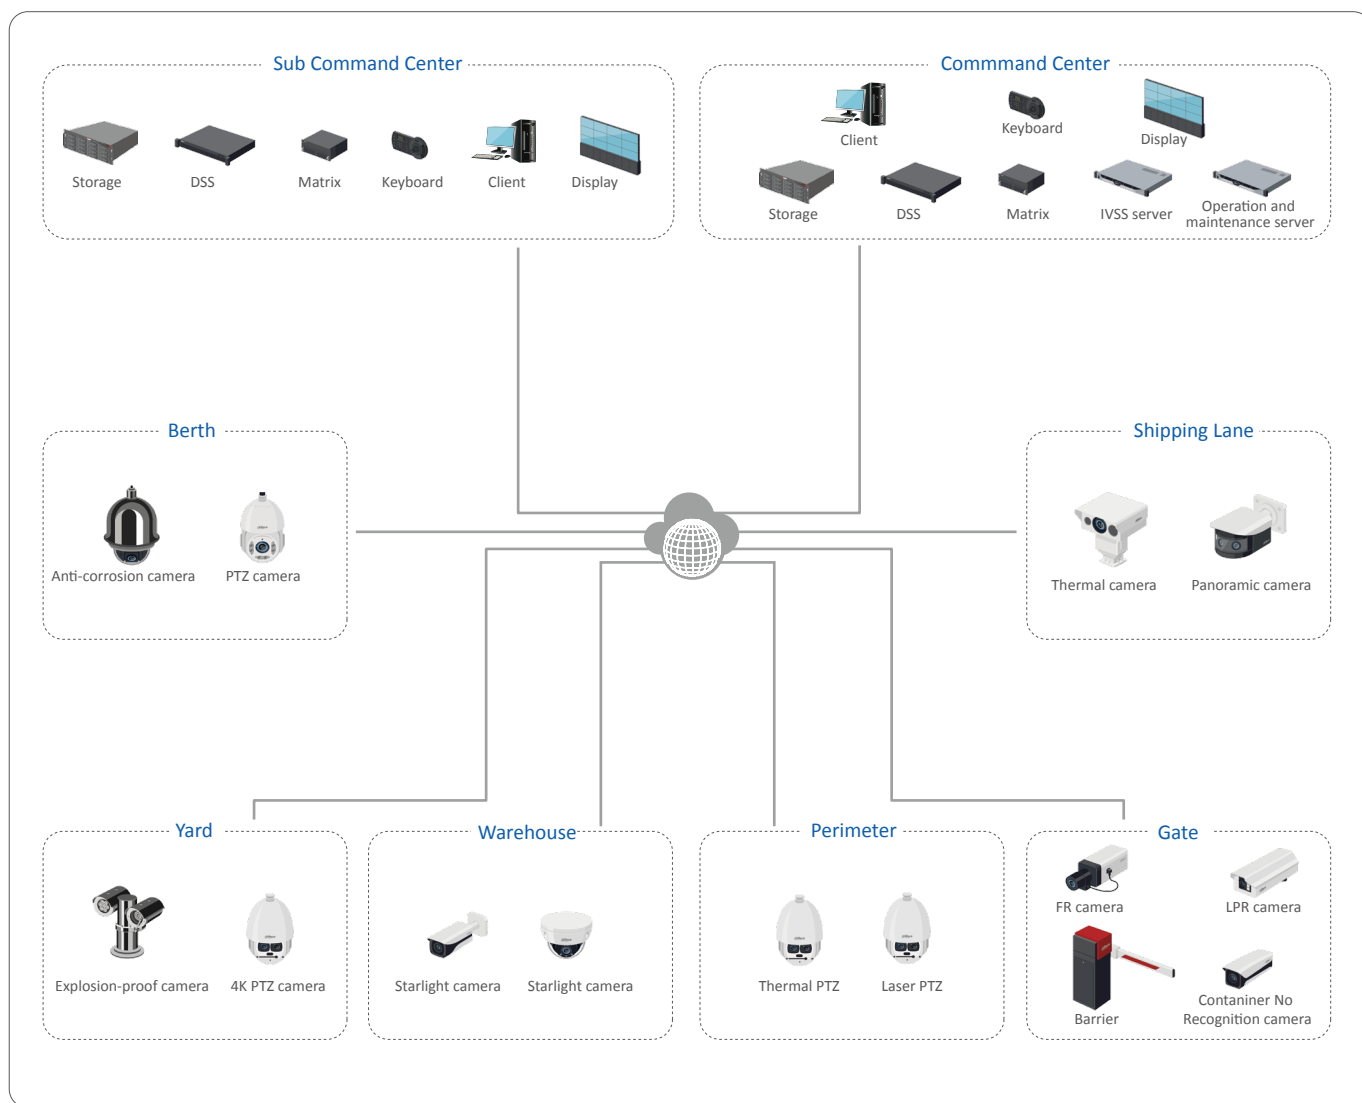 Sub Command Center
Storage
DSS
Matrix
Keyboard
Client
Display
Commmand Center
Client
Keyboard
Display
Storage
DSS
Matrix
IVSS server
Operation and
maintenance server
Berth
Anti-corrosion camera
PTZ camera
Shipping Lane
Thermal camera
Panoramic camera
Yard
Explosion-proof camera
4K PTZ camera
Warehouse
Starlight camera
Starlight camera
Perimeter
Thermal PTZ
Laser PTZ
Gate
FR camera
LPR camera
Barrier
Contaniner No
Recognition camera